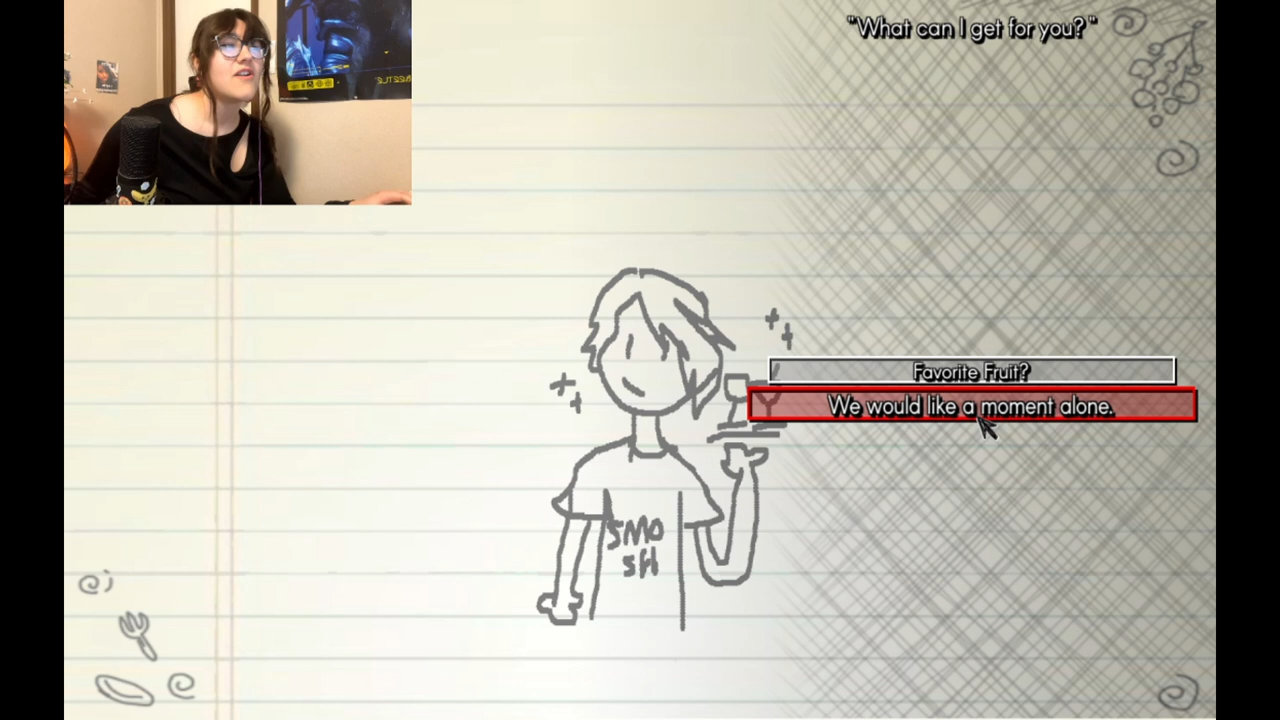 "What can I get for you?"
Favorite Fruit?
We would like a moment alone.
SMO
SH